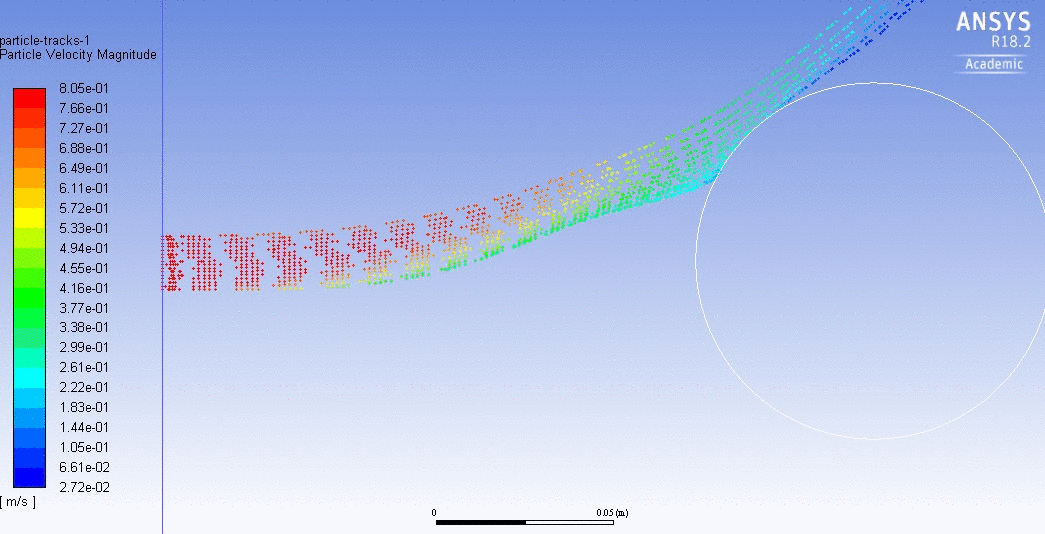 particle-tracks-1
Particle Velocity Magnitude
8.05e-01
7.66e-01
7.27e-01
6.88e-01
6.49e-01
6.11e-01
5.72e-01
5.33e-01
4.94e-01
4.55e-01
4.16e-01
3.77e-01
3.38e-01
2.99e-01
2.61e-01
2.22e-01
1.83e-01
1.44e-01
1.05e-01
6.61e-02
2.72e-02
[ m/s ]
ANSYS
R18.2
Academic
0 0.05 (m)